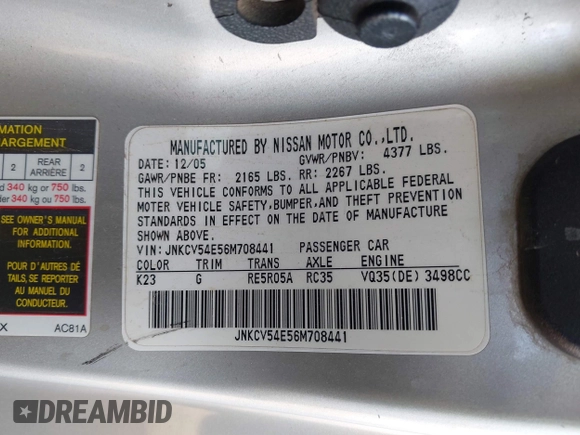 MANUFACTURED BY NISSAN MOTOR CO.,LTD.
DATE: 12/05 GVWR/PNBV: 4377 LBS.
GAWR/PNBE FR: 2165 LBS. RR: 2267 LBS.
THIS VEHICLE CONFORMS TO ALL APPLICABLE FEDERAL
MOTOR VEHICLE SAFETY,BUMPER,AND THEFT PREVENTION
STANDARDS IN EFFECT ON THE DATE OF MANUFACTURE
SHOWN ABOVE.
VIN: JNKCV54E56M708441 PASSENGER CAR
COLOR TRIM TRANS AXLE ENGINE
K23 G RE5R05A RC35 VQ35(DE) 3498CC
JNKCV54E56M708441
2 REAR ARRIÈRE 2
340 kg or 750 lbs.
340 kg ou 750 lbs.
SEE OWNER'S MANUAL
FOR ADDITIONAL
INFORMATION.
POUR D'AUTRES DÉ
TAILS, SE REPORTER
AU MANUEL DU
CONDUCTEUR.
X AC81A
DREAMBID